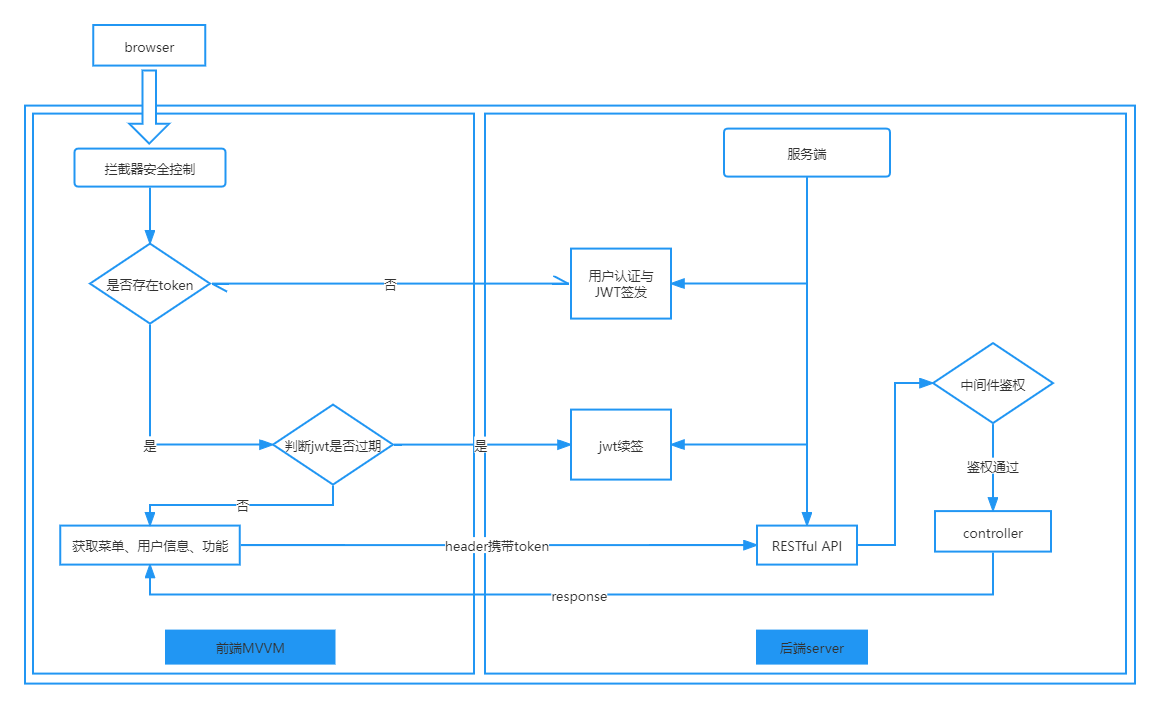 browser
拦截器安全控制
服务端
是否存在token
否
用户认证与
JWT签发
中间件鉴权
是
判断jwt是否过期
是
jwt续签
鉴权通过
否
获取菜单、用户信息、功能
header携带token
RESTful API
controller
response
前端MVVM
后端server